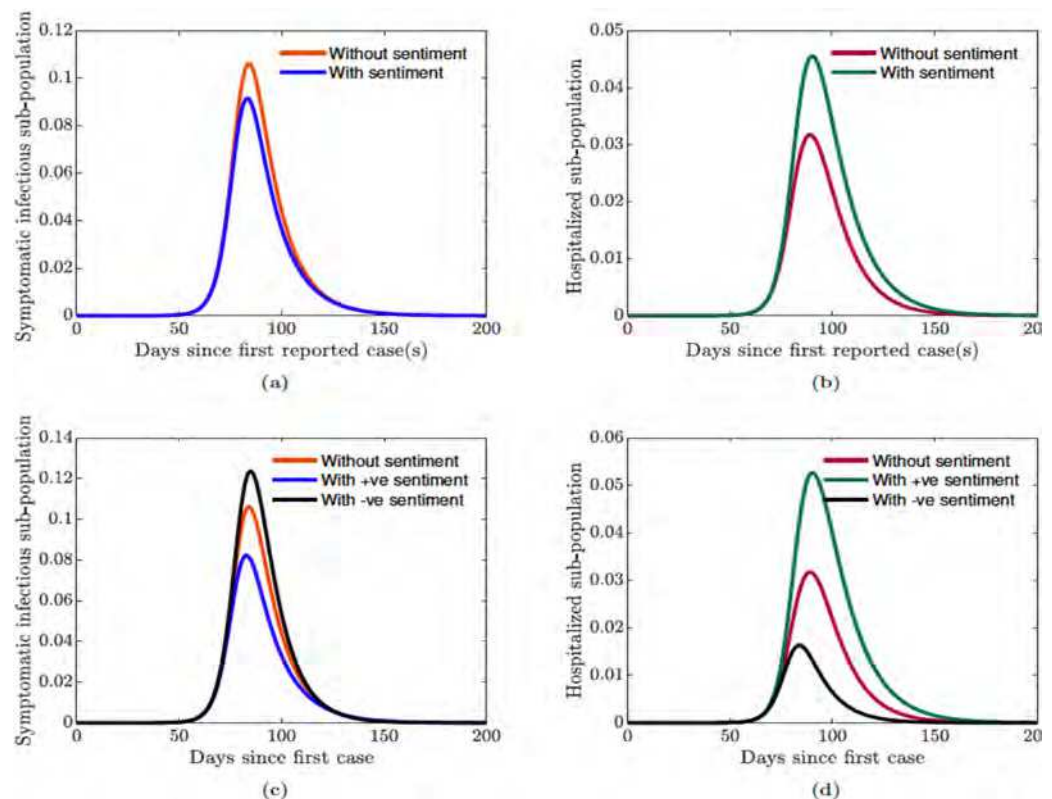 0.12
0.1
0.08
0.06
0.04
0.02
0
0
50
100
150
200
Symptomatic infectious sub-population
Days since first reported case(s)
Without sentiment
With sentiment
(a)
0.05
0.04
0.03
0.02
0.01
0
0
50
100
150
200
Hospitalized sub-population
Days since first reported case(s)
Without sentiment
With sentiment
(b)
0.14
0.12
0.1
0.08
0.06
0.04
0.02
0
0
50
100
150
200
Symptomatic infectious sub-population
Days since first case
Without sentiment
With +ve sentiment
With -ve sentiment
(c)
0.06
0.05
0.04
0.03
0.02
0.01
0
0
50
100
150
200
Hospitalized sub-population
Days since first case
Without sentiment
With +ve sentiment
With -ve sentiment
(d)